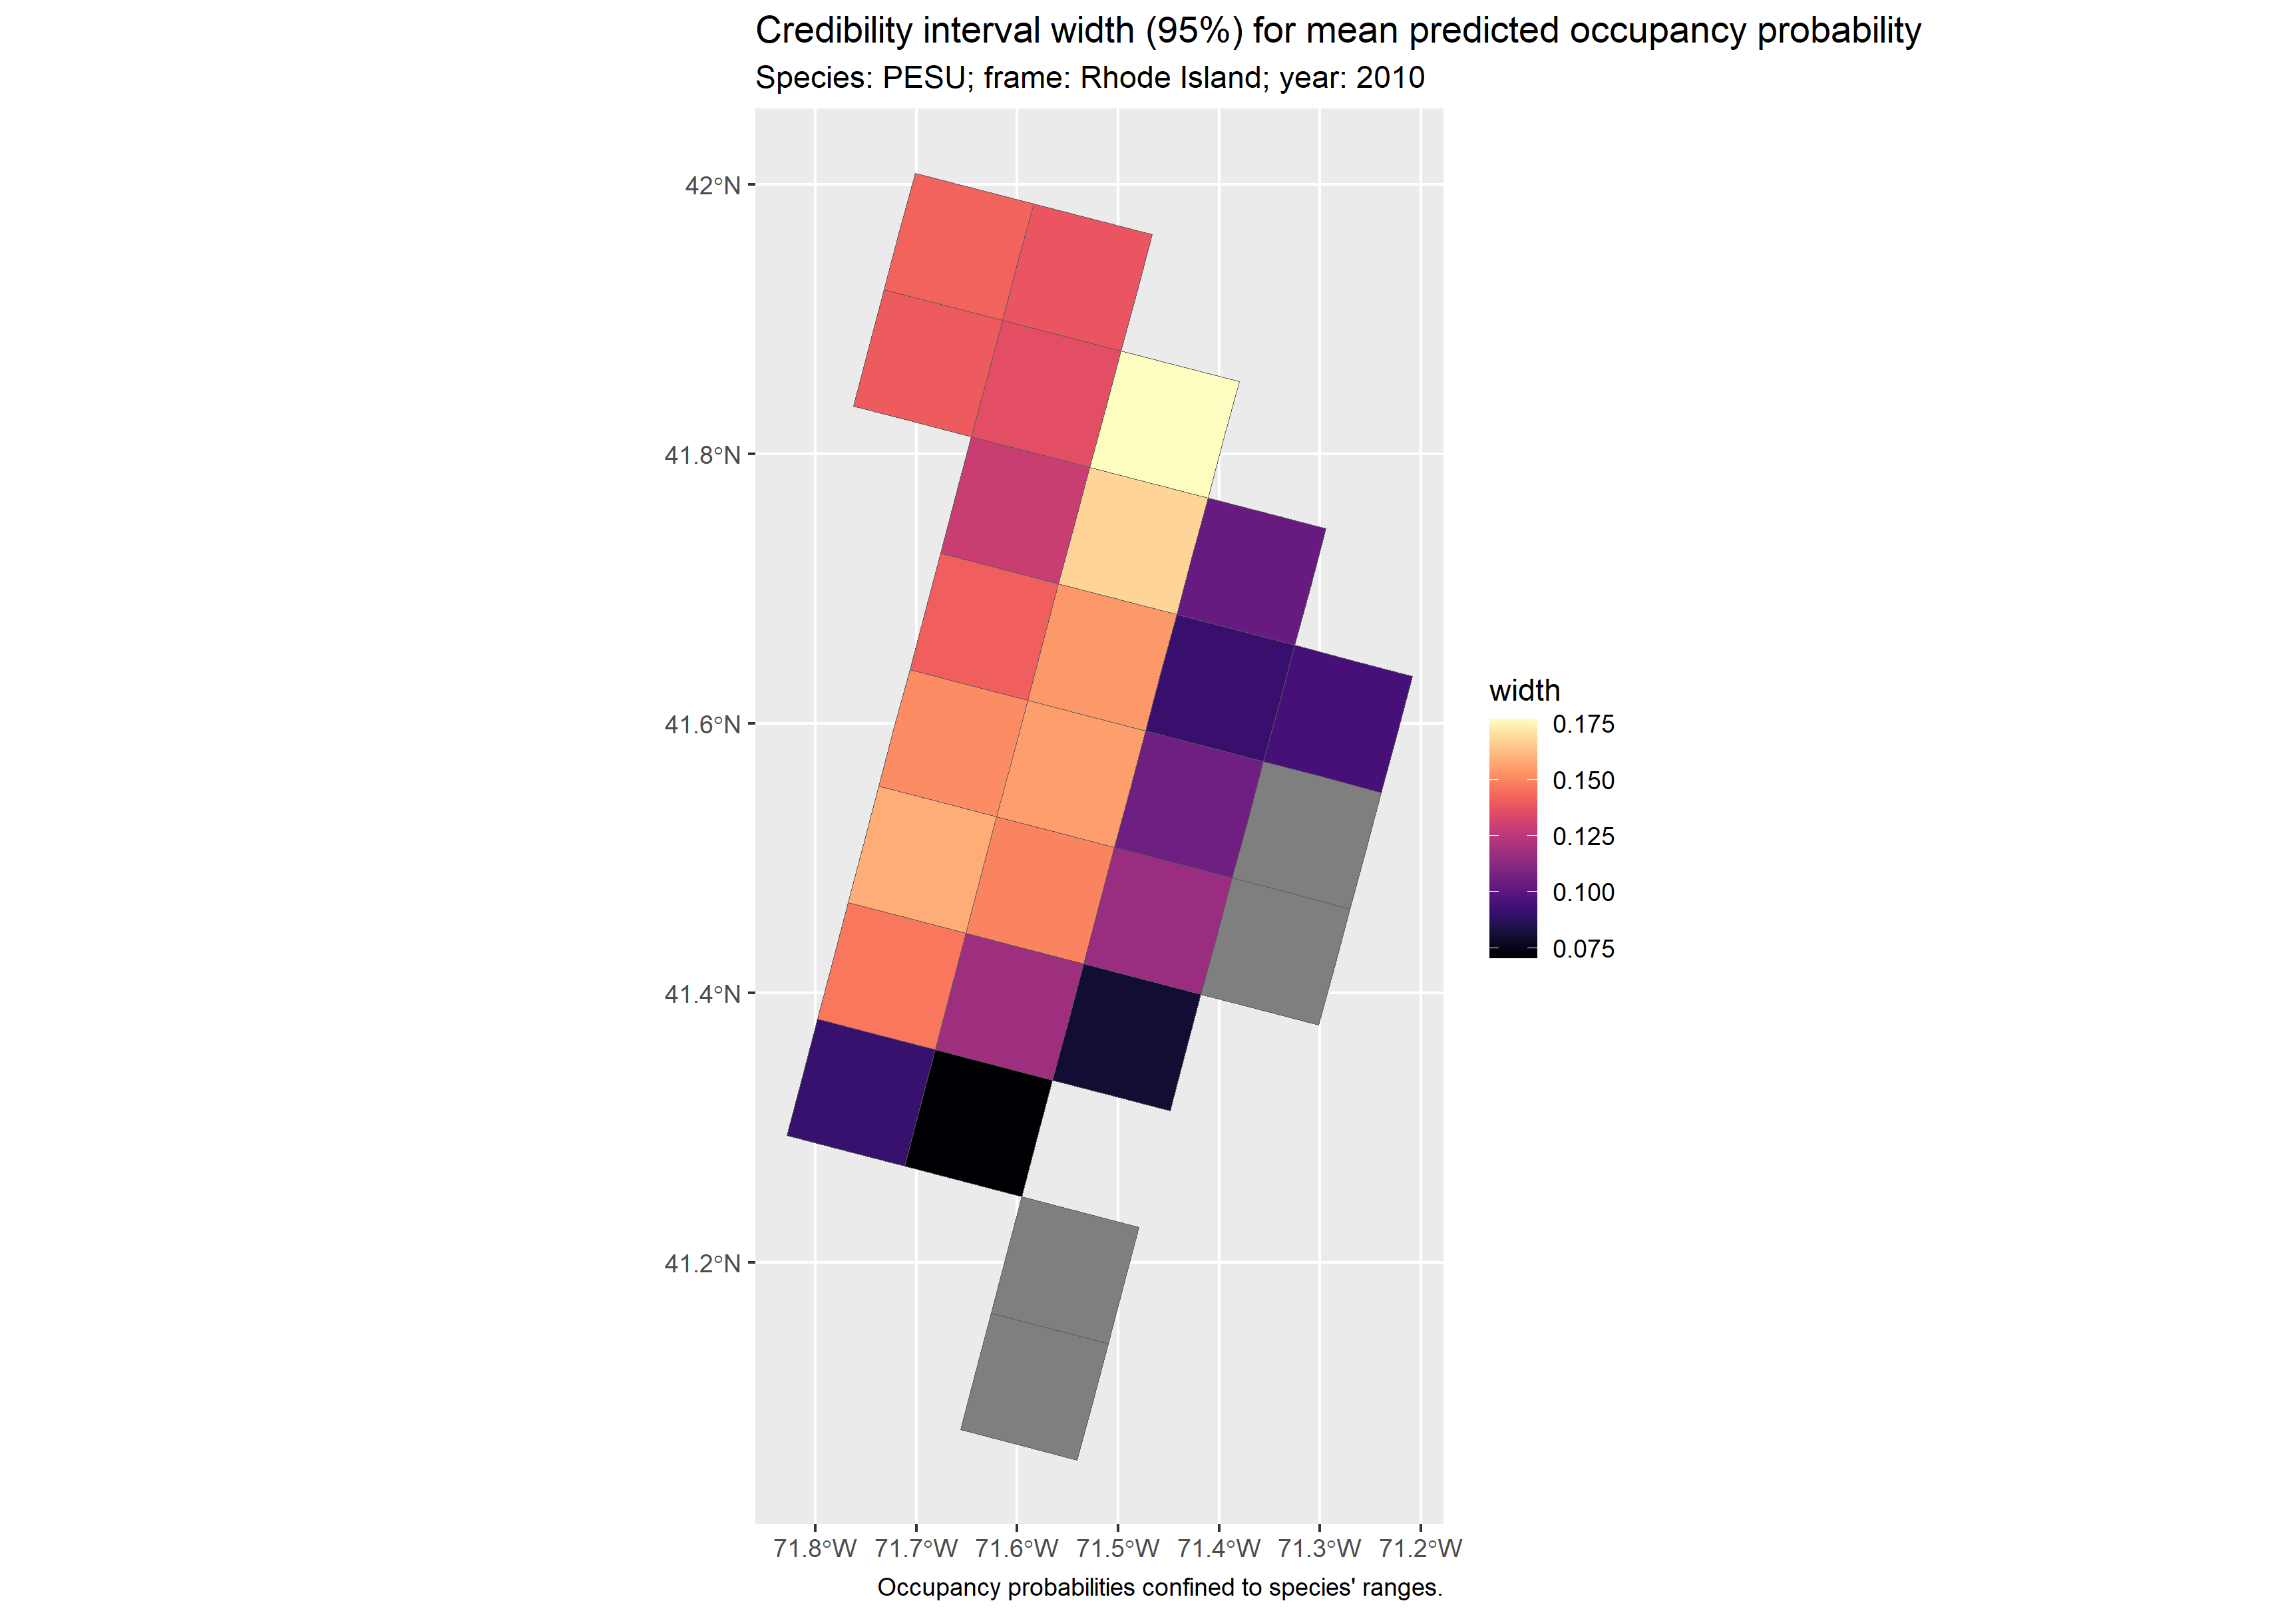 Credibility interval width (95%) for mean predicted occupancy probability
Species: PESU; frame: Rhode Island; year: 2010
42°N
41.8°N
41.6°N
41.4°N
41.2°N
width
0.175
0.150
0.125
0.100
0.075
71.8°W 71.7°W 71.6°W 71.5°W 71.4°W 71.3°W 71.2°W
Occupancy probabilities confined to species' ranges.